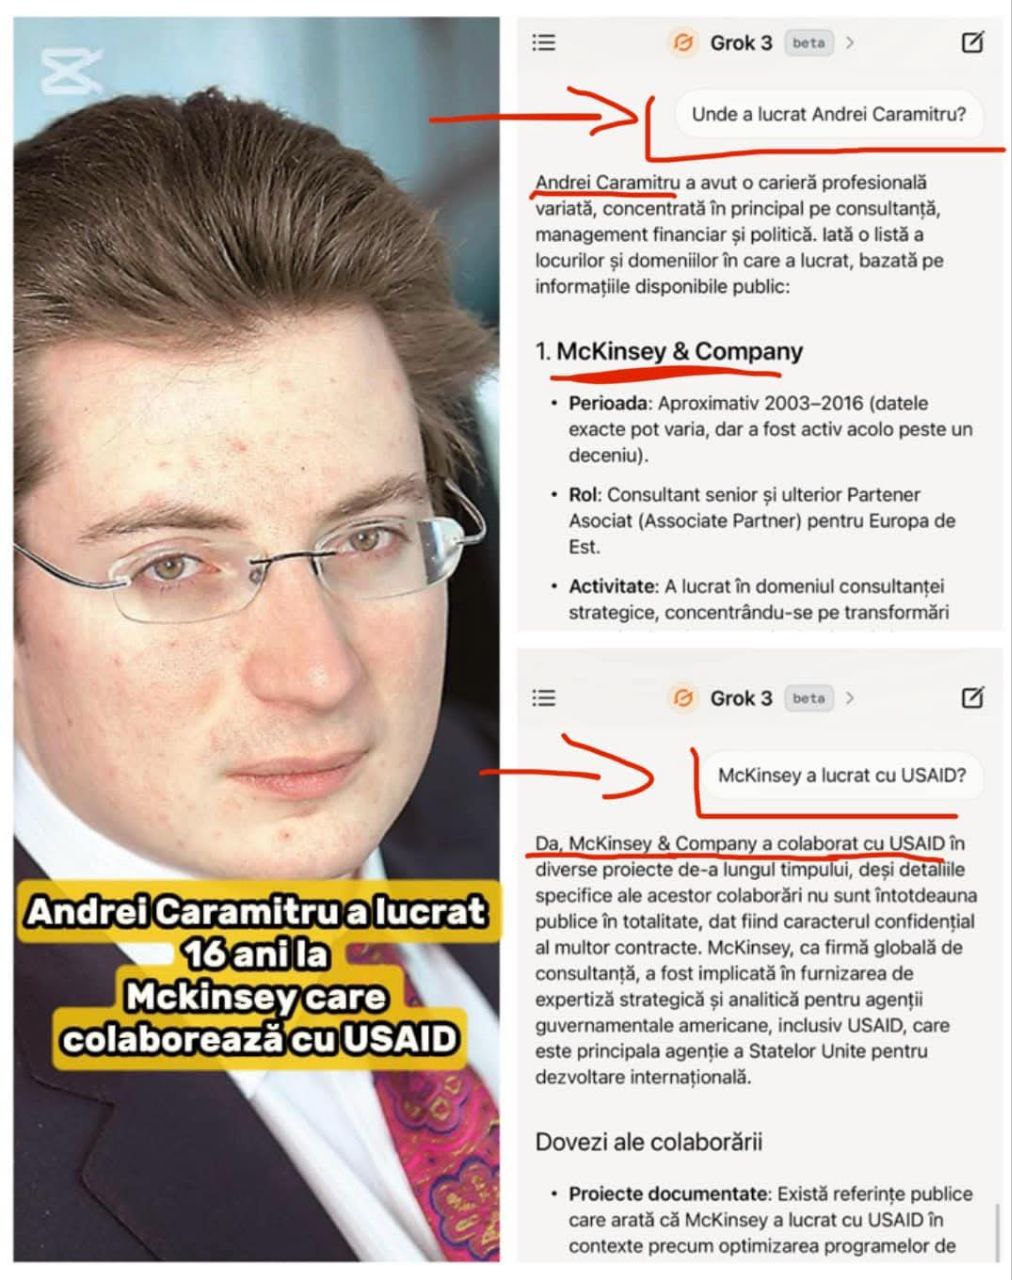 Andrei Caramitru a lucrat
16 ani la
Mckinsey care
colaborează cu USAID
Grok 3 beta
Unde a lucrat Andrei Caramitru?
Andrei Caramitru a avut o carieră profesională
variată, concentrată în principal pe consultanță,
management financiar și politică. Iată o listă a
locurilor și domeniilor în care a lucrat, bazată pe
informațiile disponibile public:
1. McKinsey & Company
• Perioada: Aproximativ 2003–2016 (datele
exacte pot varia, dar a fost activ acolo peste un
deceniu).
• Rol: Consultant senior și ulterior Partener
Asociat (Associate Partner) pentru Europa de
Est.
• Activitate: A lucrat în domeniul consultanței
strategice, concentrându-se pe transformări
Grok 3 beta
McKinsey a lucrat cu USAID?
Da, McKinsey & Company a colaborat cu USAID în
diverse proiecte de-a lungul timpului, deși detaliile
specifice ale acestor colaborări nu sunt întotdeauna
publice în totalitate, dat fiind caracterul confidențial
al multor contracte. McKinsey, ca firmă globală de
consultanță, a fost implicată în furnizarea de
expertiză strategică și analitică pentru agenții
guvernamentale americane, inclusiv USAID, care
este principala agenție a Statelor Unite pentru
dezvoltare internațională.
Dovezi ale colaborării
• Proiecte documentate: Există referințe publice
care arată că McKinsey a lucrat cu USAID în
contexte precum optimizarea programelor de